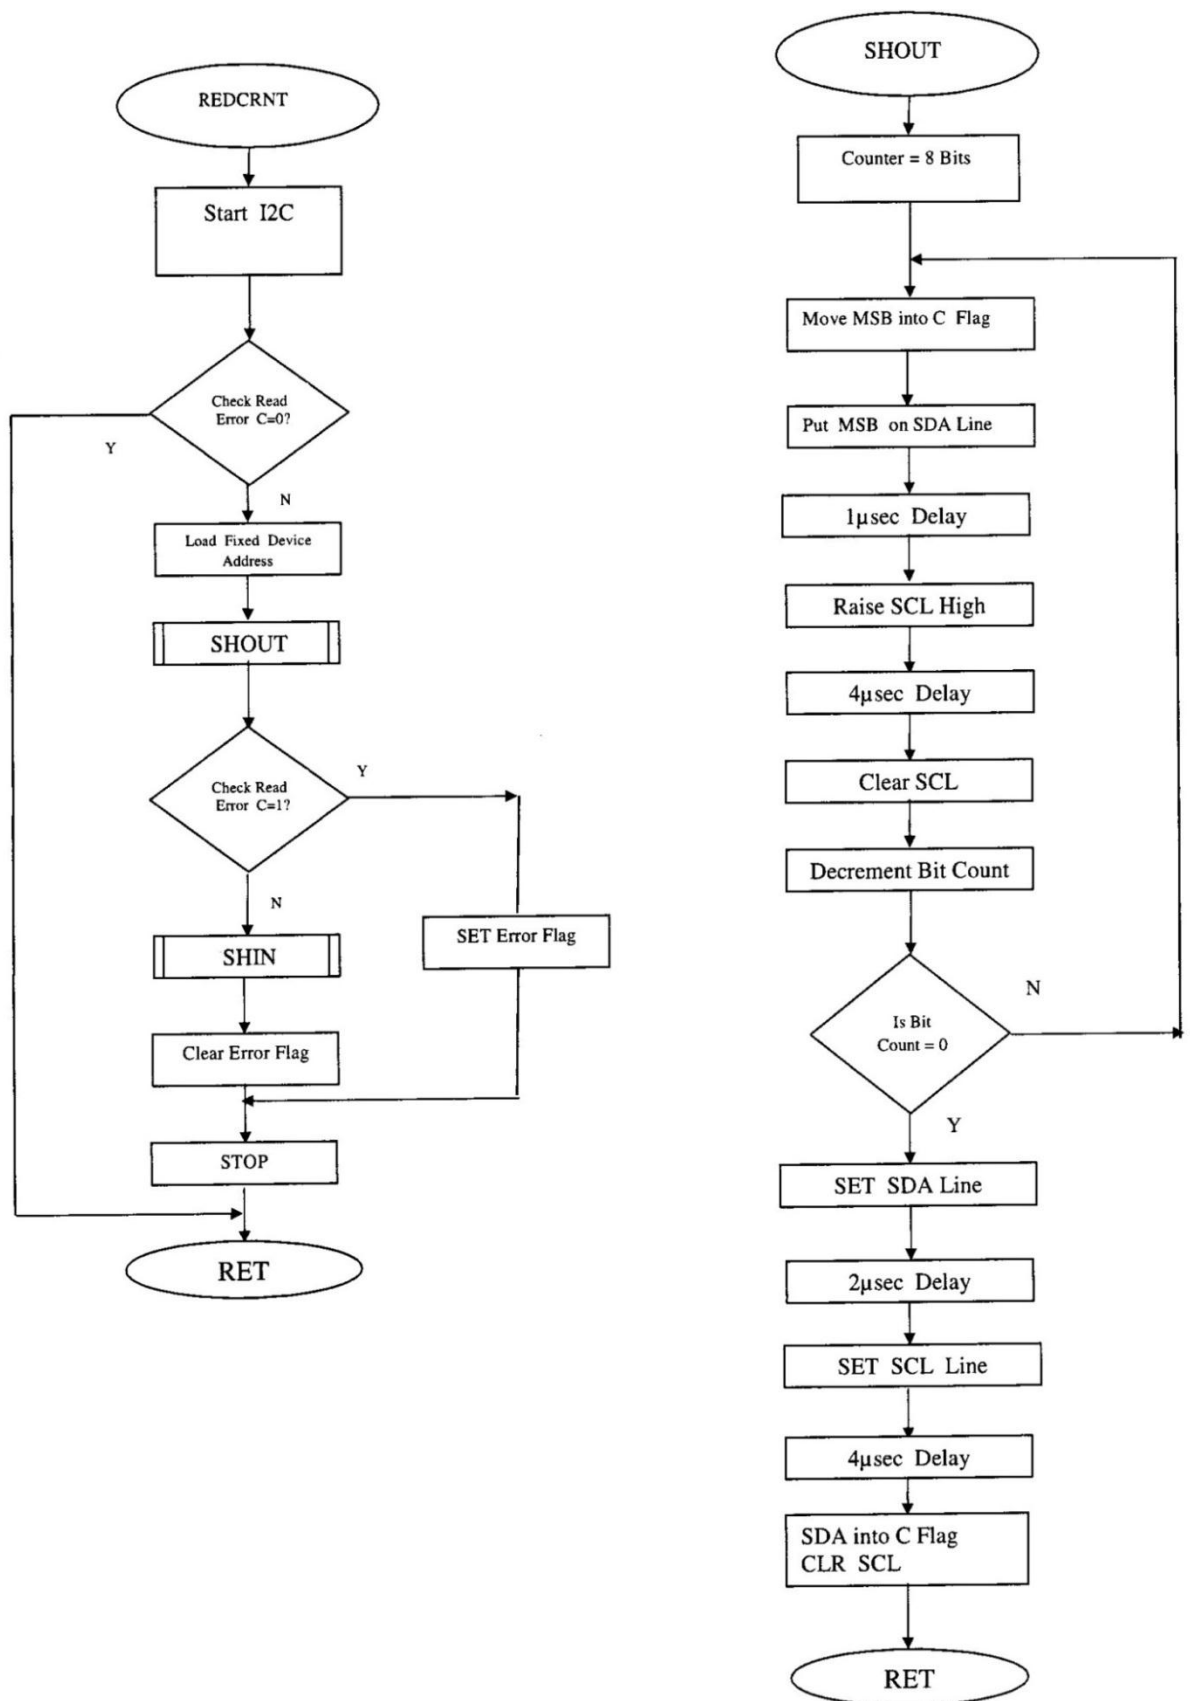 REDCRNT
Start I2C
Check Read
Error C=0?
Y
N
Load Fixed Device
Address
SHOUT
Check Read
Error C=1?
Y
N
SET Error Flag
SHIN
Clear Error Flag
STOP
RET
SHOUT
Counter = 8 Bits
Move MSB into C Flag
Put MSB on SDA Line
1µsec Delay
Raise SCL High
4µsec Delay
Clear SCL
Decrement Bit Count
Is Bit
Count = 0
N
Y
SET SDA Line
2µsec Delay
SET SCL Line
4µsec Delay
SDA into C Flag
CLR SCL
RET